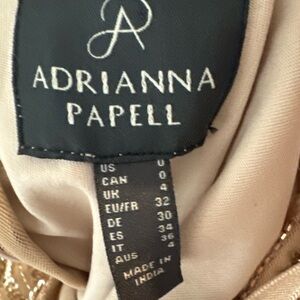 ADRIANNA
PAPELL
US 0
CAN 0
UK 4
EU/FR 32
DE 30
ES 34
IT 36
AUS 4
MADE IN
INDIA